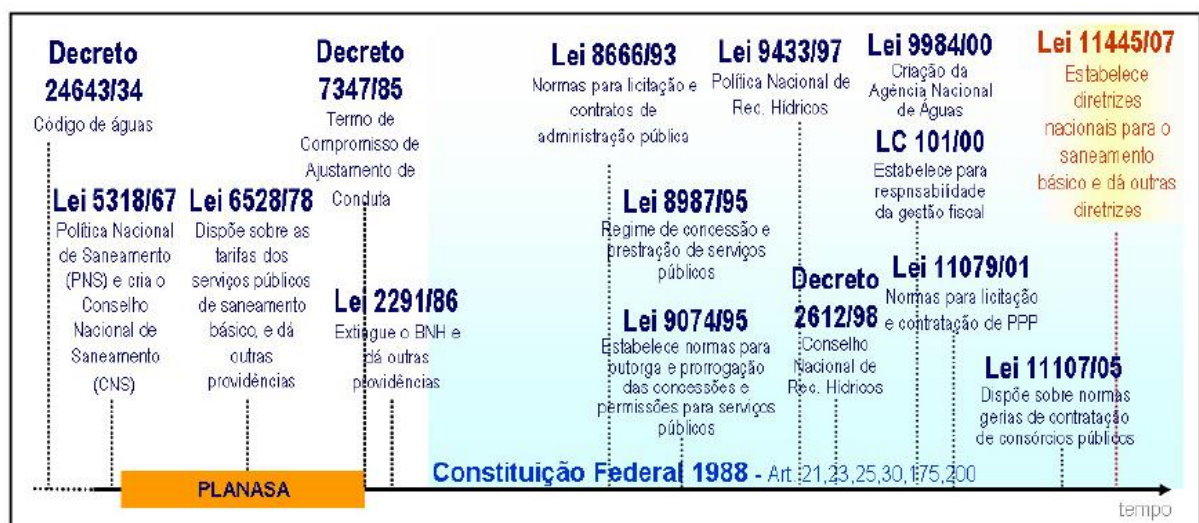 Decreto
24643/34
Código de águas
Lei 5318/67
Política Nacional
de Saneamento
(PNS) e cria o
Conselho
Nacional de
Saneamento
(CNS)
Lei 6528/78
Dispõe sobre as
tarifas dos
serviços públicos
de saneamento
básico, e dá
outras
providências
Decreto
7347/85
Termo de
Compromisso de
Ajustamento de
Conduta
Lei 2291/86
Extingue o BNH e
dá outras
providências
Lei 8666/93
Normas para licitação e
contratos de
administração pública
Lei 8987/95
Regime de concessão e
prestração de serviços
públicos
Lei 9074/95
Estabelece normas para
outorga e prorrogação
das concessões e
permissões para serviços
públicos
Lei 9433/97
Política Nacional de
Rec. Hídricos
Decreto
2612/98
Conselho
Nacional de
Rec. Hídricos
Lei 9984/00
Criação da
Agência Nacional
de Águas
LC 101/00
Estabelece para
respnsabilidade
da gestão fiscal
Lei 11079/01
Normas para licitação
e contratação de PPP
Lei 11107/05
Dispõe sobre normas
gerias de contratação
de consórcios públicos
Lei 11445/07
Estabelece
diretrizes
nacionais para o
saneamento
básico e dá outras
diretrizes
PLANASA
Constituição Federal 1988 - Art. 21,23,25,30,175,200
tempo